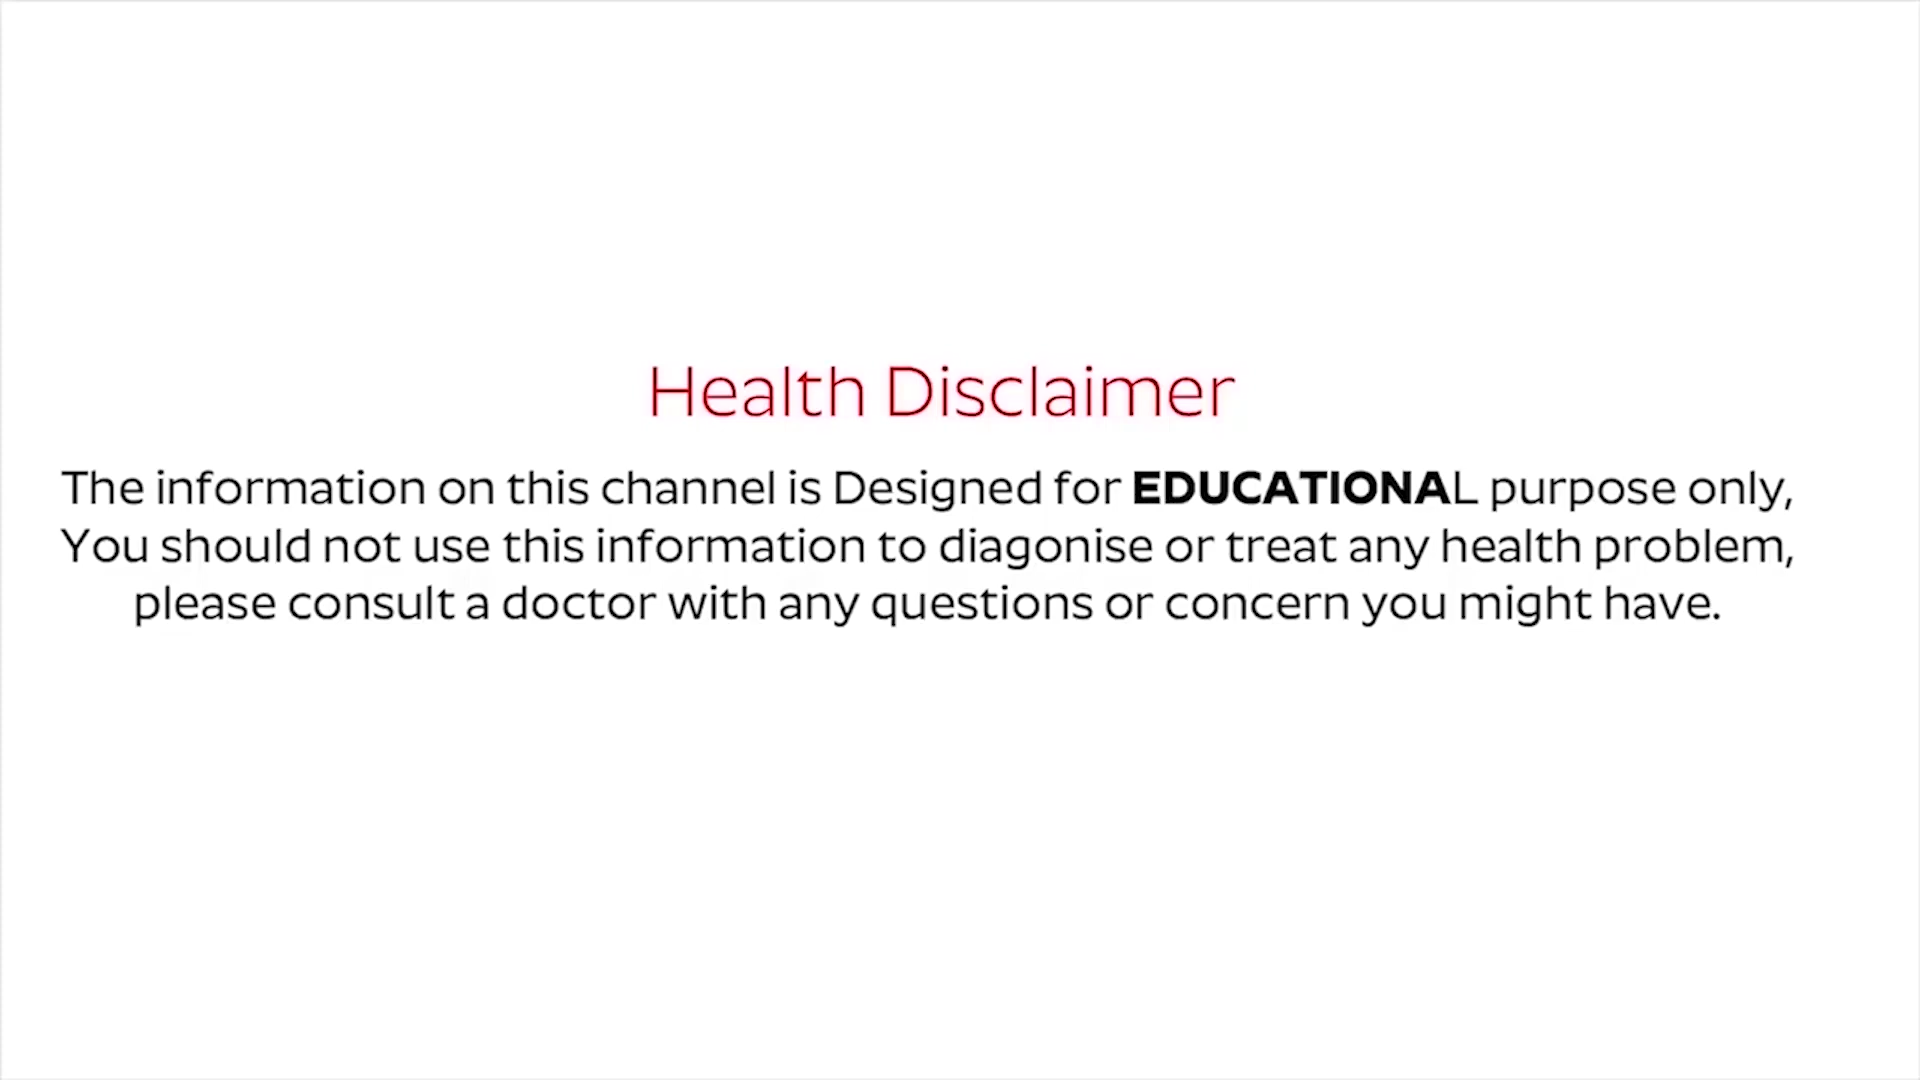 Health Disclaimer
The information on this channel is Designed for EDUCATIONAL purpose only,
You should not use this information to diagonise or treat any health problem,
please consult a doctor with any questions or concern you might have.